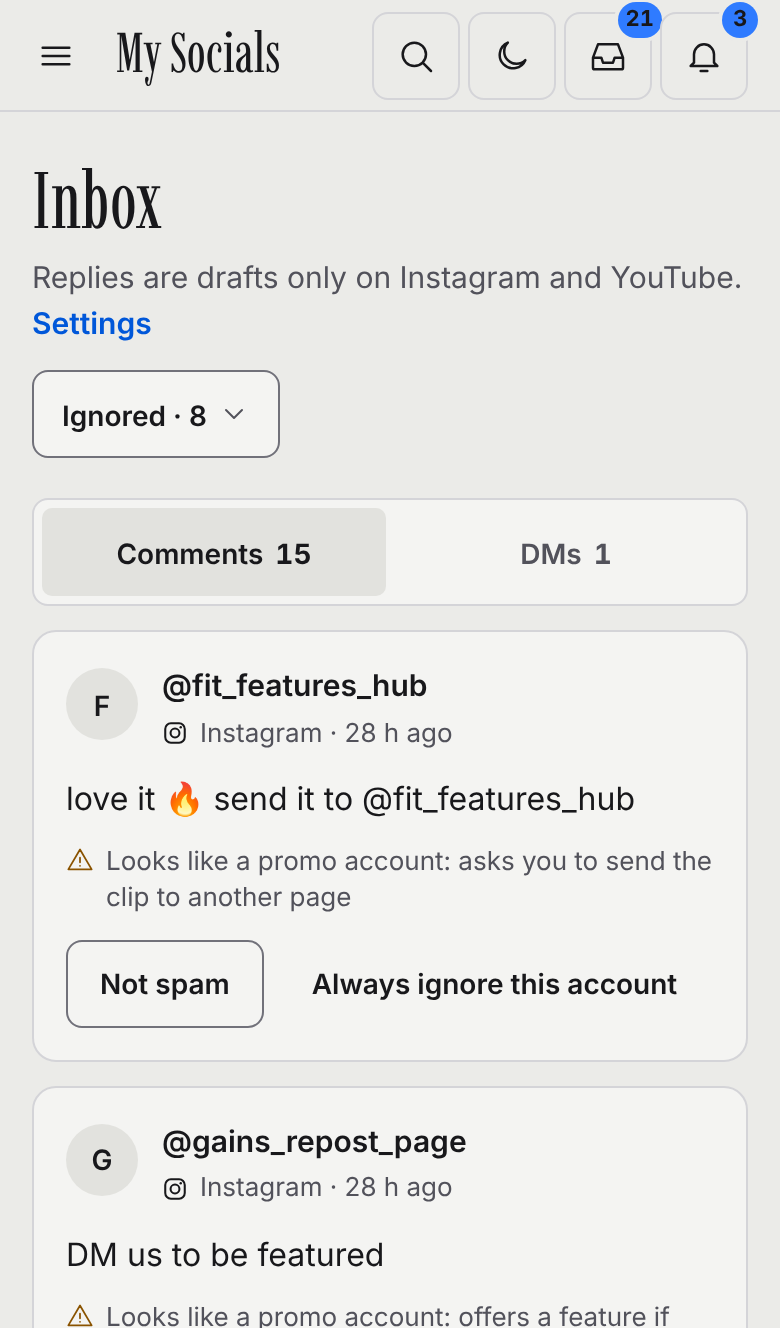 My Socials
21
3
Inbox
Replies are drafts only on Instagram and YouTube.
Settings
Ignored · 8
Comments 15
DMs 1
F
@fit_features_hub
Instagram · 28 h ago
love it 🔥 send it to @fit_features_hub
Looks like a promo account: asks you to send the
clip to another page
Not spam
Always ignore this account
G
@gains_repost_page
Instagram · 28 h ago
DM us to be featured
Looks like a promo account: offers a feature if